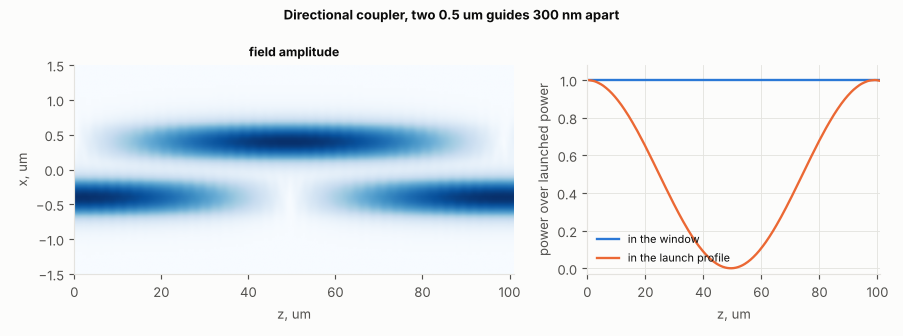 Directional coupler, two 0.5 um guides 300 nm apart
field amplitude
1.5
1.0
0.5
0.0
−0.5
−1.0
−1.5
x, um
0 20 40 60 80 100
z, um
power over launched power
1.0
0.8
0.6
0.4
0.2
0.0
in the window
in the launch profile
0 20 40 60 80 100
z, um